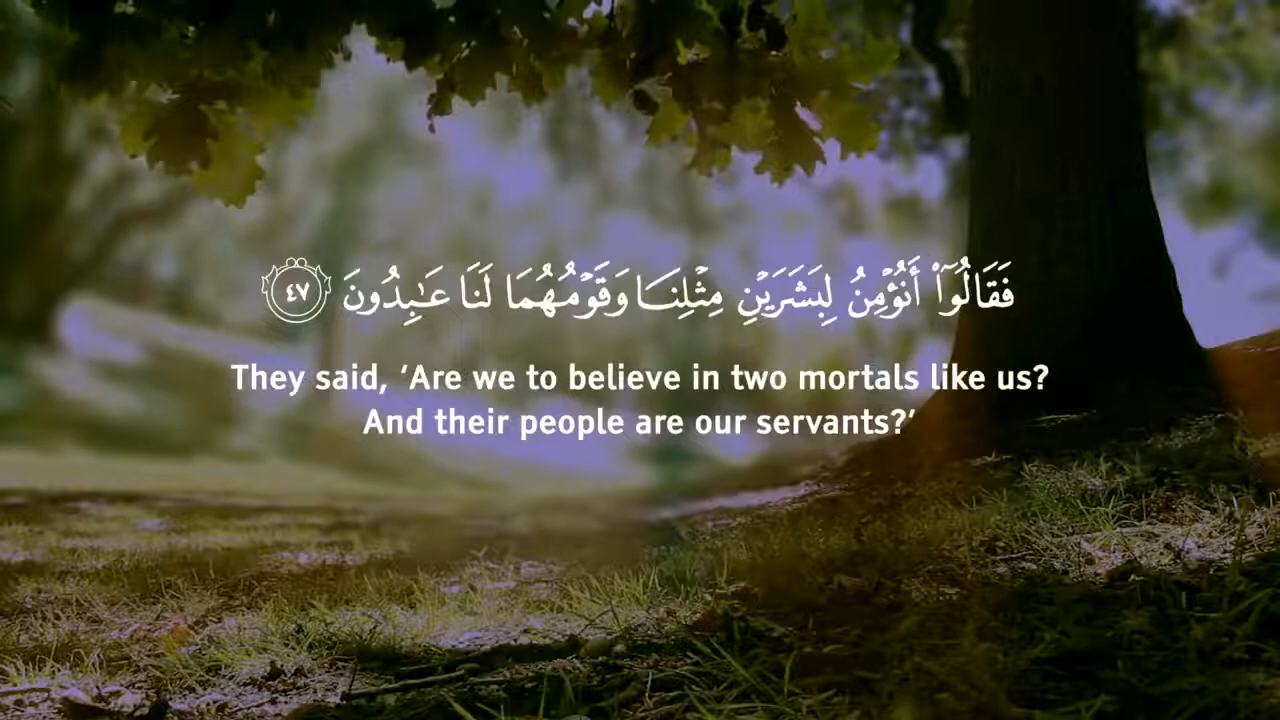 فَقَالُوٓا۟ أَنُؤْمِنُ لِبَشَرَيْنِ مِثْلِنَا وَقَوْمُهُمَا لَنَا عَـٰبِدُونَ ٤٧
They said, ‘Are we to believe in two mortals like us?
And their people are our servants?’